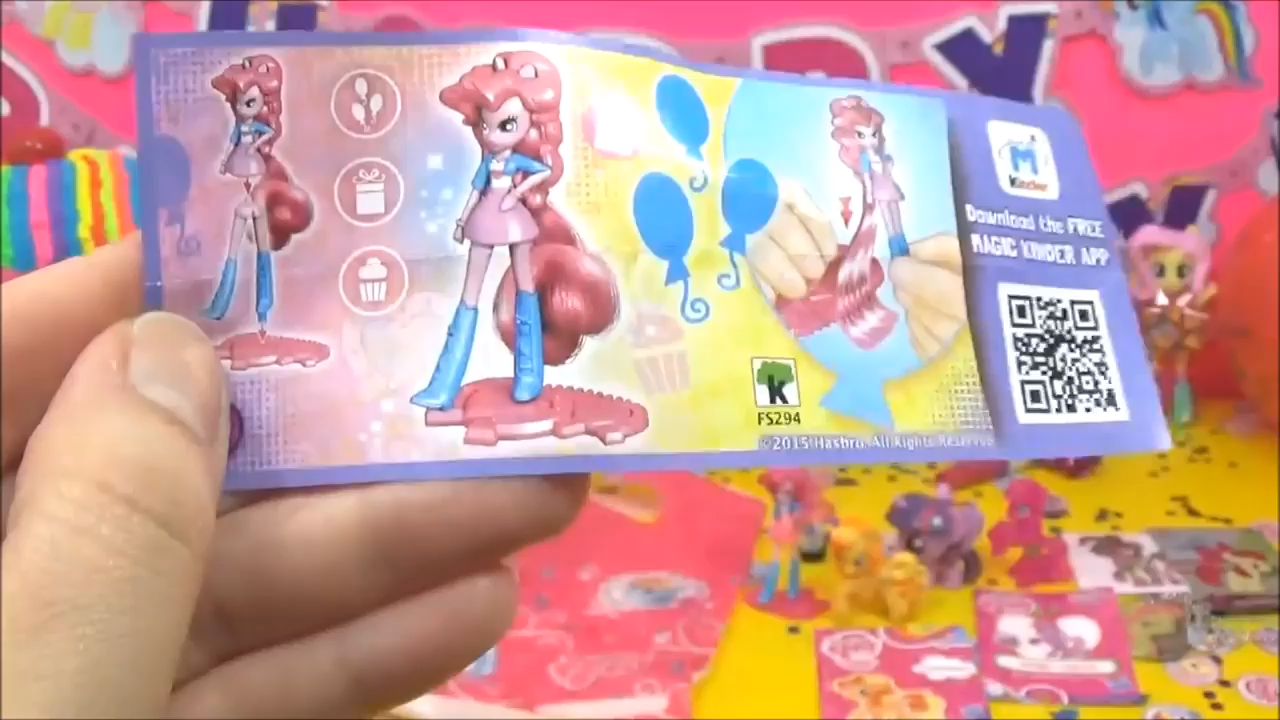 Kinder
Download the FREE
MAGIC KINDER APP
K
FS294
©2015 Hasbro. All Rights Reserved